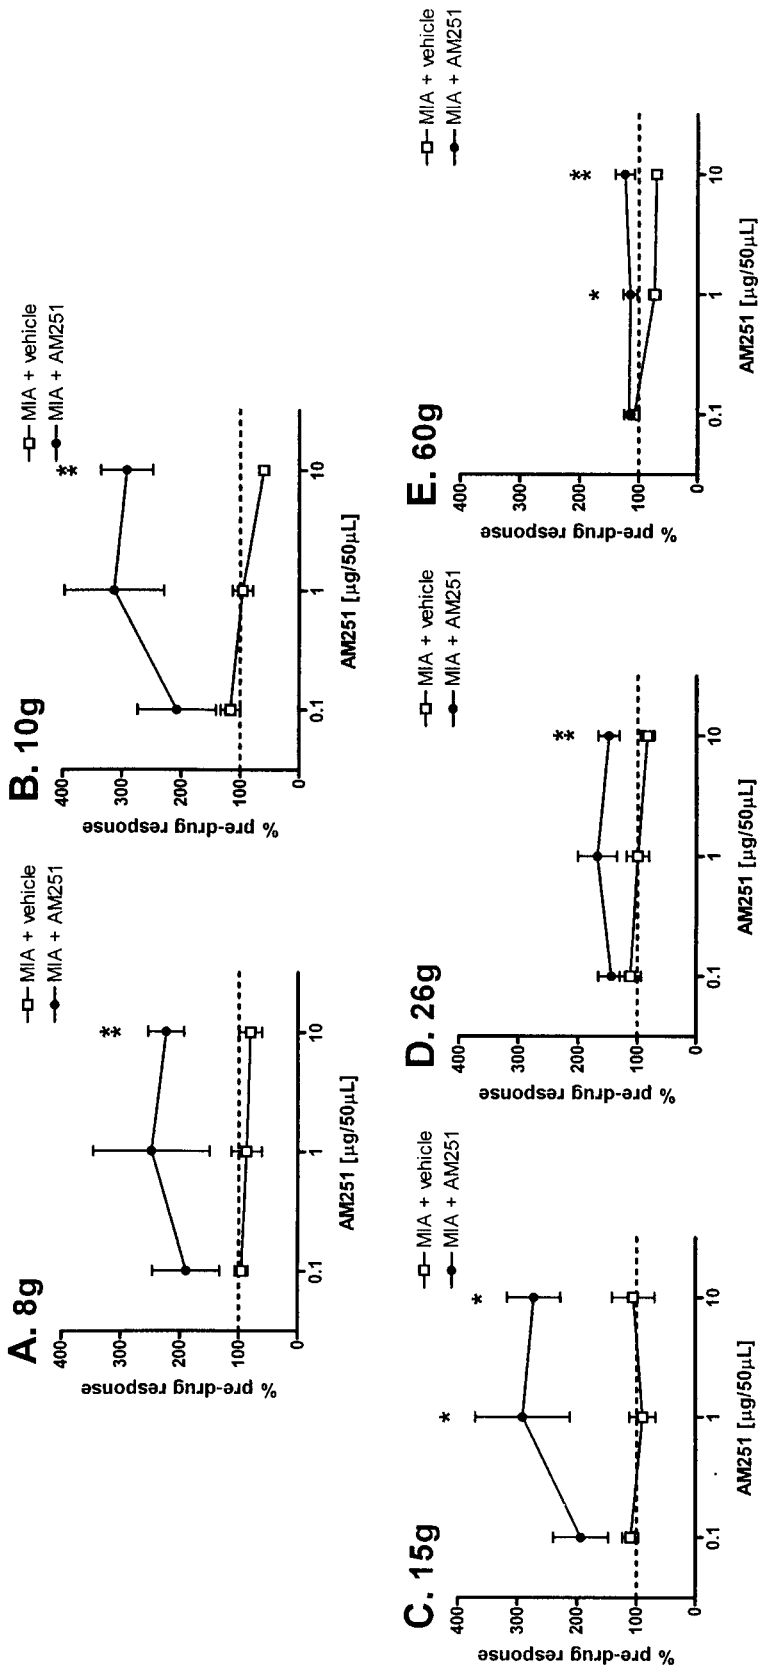 A. 8g
MIA + vehicle
MIA + AM251
% pre-drug response
400
300
200
100
0
**
0.1
1
10
AM251 [µg/50µL]
B. 10g
MIA + vehicle
MIA + AM251
% pre-drug response
400
300
200
100
0
**
0.1
1
10
AM251 [µg/50µL]
C. 15g
MIA + vehicle
MIA + AM251
% pre-drug response
400
300
200
100
0
*
*
0.1
1
10
AM251 [µg/50µL]
D. 26g
MIA + vehicle
MIA + AM251
% pre-drug response
400
300
200
100
0
**
0.1
1
10
AM251 [µg/50µL]
E. 60g
MIA + vehicle
MIA + AM251
% pre-drug response
400
300
200
100
0
*
**
0.1
1
10
AM251 [µg/50µL]